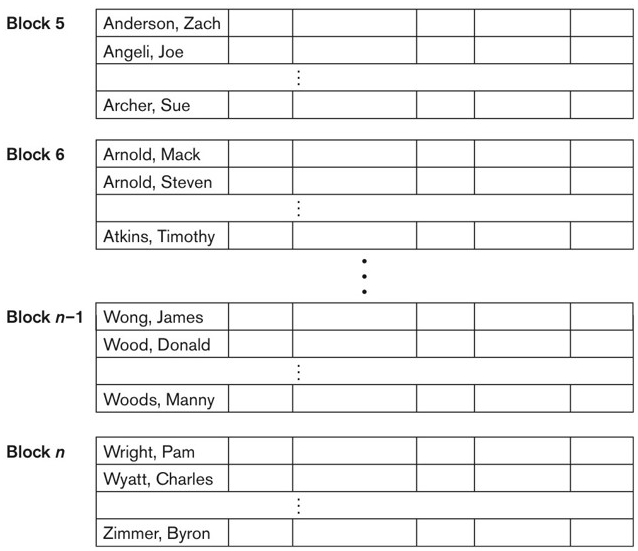 Block 5
Anderson, Zach
Angeli, Joe
⋮
Archer, Sue
Block 6
Arnold, Mack
Arnold, Steven
⋮
Atkins, Timothy
⋮
Block n–1
Wong, James
Wood, Donald
⋮
Woods, Manny
Block n
Wright, Pam
Wyatt, Charles
⋮
Zimmer, Byron